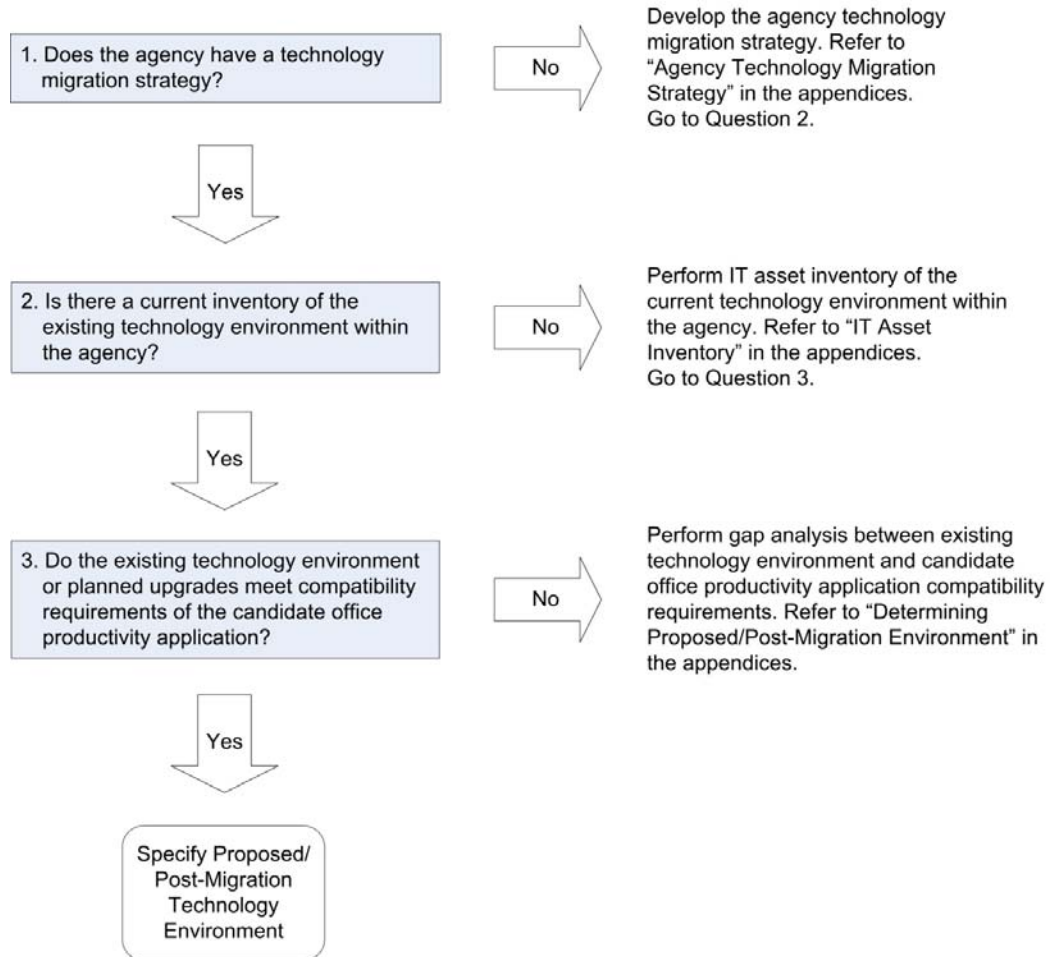 1. Does the agency have a technology
migration strategy?
No
Develop the agency technology
migration strategy. Refer to
“Agency Technology Migration
Strategy” in the appendices.
Go to Question 2.
Yes
2. Is there a current inventory of the
existing technology environment within
the agency?
No
Perform IT asset inventory of the
current technology environment within
the agency. Refer to “IT Asset
Inventory” in the appendices.
Go to Question 3.
Yes
3. Do the existing technology environment
or planned upgrades meet compatibility
requirements of the candidate office
productivity application?
No
Perform gap analysis between existing
technology environment and candidate
office productivity application compatibility
requirements. Refer to “Determining
Proposed/Post-Migration Environment” in
the appendices.
Yes
Specify Proposed/
Post-Migration
Technology
Environment